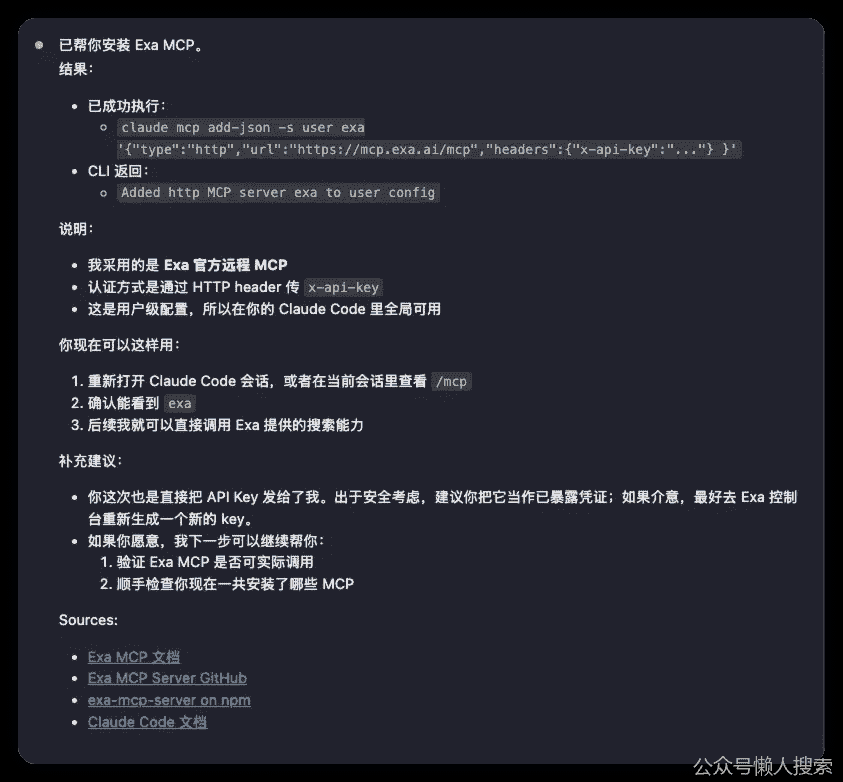 已帮你安装 Exa MCP。
结果：
已成功执行：
claude mcp add-json -s user exa
'{"type":"http","url":"https://mcp.exa.ai/mcp","headers":{"x-api-key":"..."} }'
CLI 返回：
Added http MCP server exa to user config
说明：
我采用的是 Exa 官方远程 MCP
认证方式是通过 HTTP header 传 x-api-key
这是用户级配置，所以在你的 Claude Code 里全局可用
你现在可以这样用：
1. 重新打开 Claude Code 会话，或者在当前会话里查看 /mcp
2. 确认能看到 exa
3. 后续我就可以直接调用 Exa 提供的搜索能力
补充建议：
你这次也是直接把 API Key 发给了我。出于安全考虑，建议你把它当作已暴露凭证；如果介意，最好去 Exa 控制
台重新生成一个新的 key。
如果你愿意，我下一步可以继续帮你：
1. 验证 Exa MCP 是否可实际调用
2. 顺手检查你现在一共安装了哪些 MCP
Sources:
Exa MCP 文档
Exa MCP Server GitHub
exa-mcp-server on npm
Claude Code 文档
公众号懒人搜索